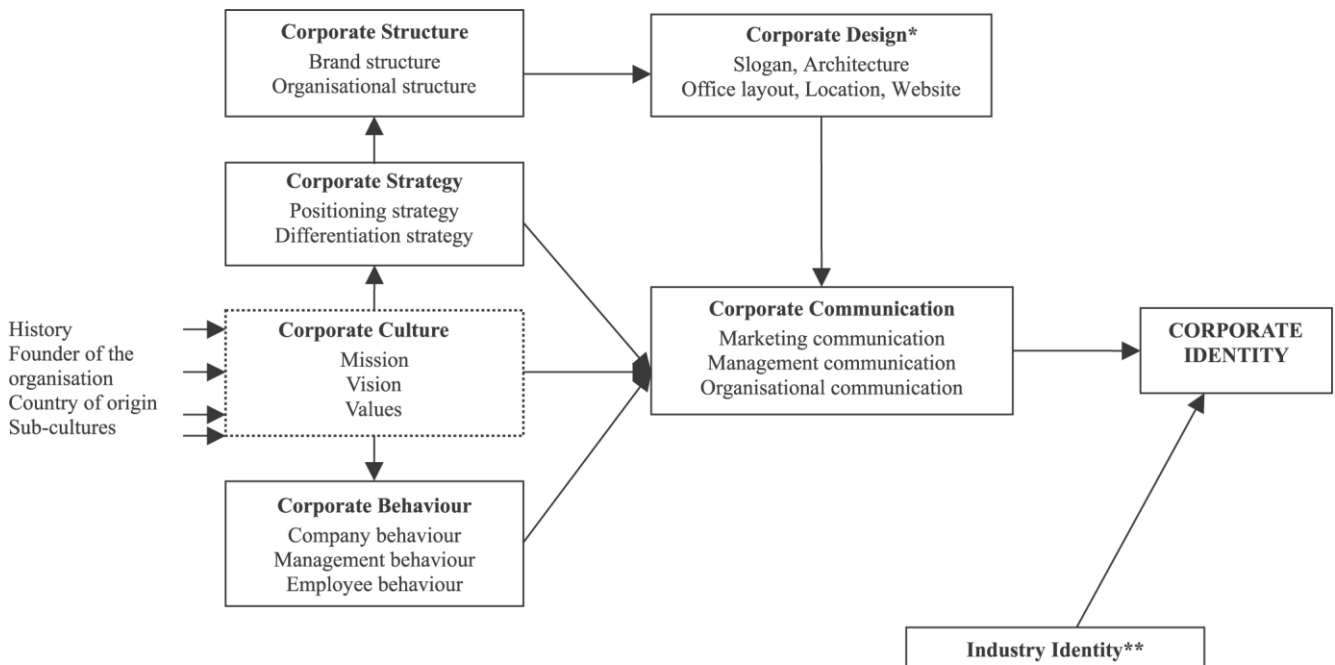 Corporate Structure
Brand structure
Organisational structure
Corporate Design*
Slogan, Architecture
Office layout, Location, Website
Corporate Strategy
Positioning strategy
Differentiation strategy
History
Founder of the
organisation
Country of origin
Sub-cultures
Corporate Culture
Mission
Vision
Values
Corporate Communication
Marketing communication
Management communication
Organisational communication
CORPORATE
IDENTITY
Corporate Behaviour
Company behaviour
Management behaviour
Employee behaviour
Industry Identity**